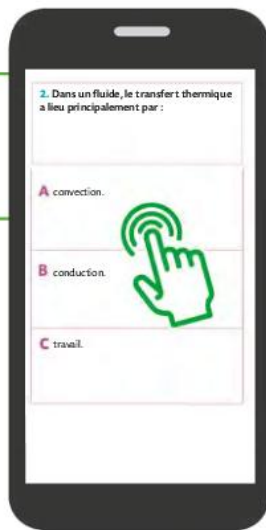 2. Dans un fluide, le transfert thermique
a lieu principalement par :
A convection.
B conduction.
C travail.